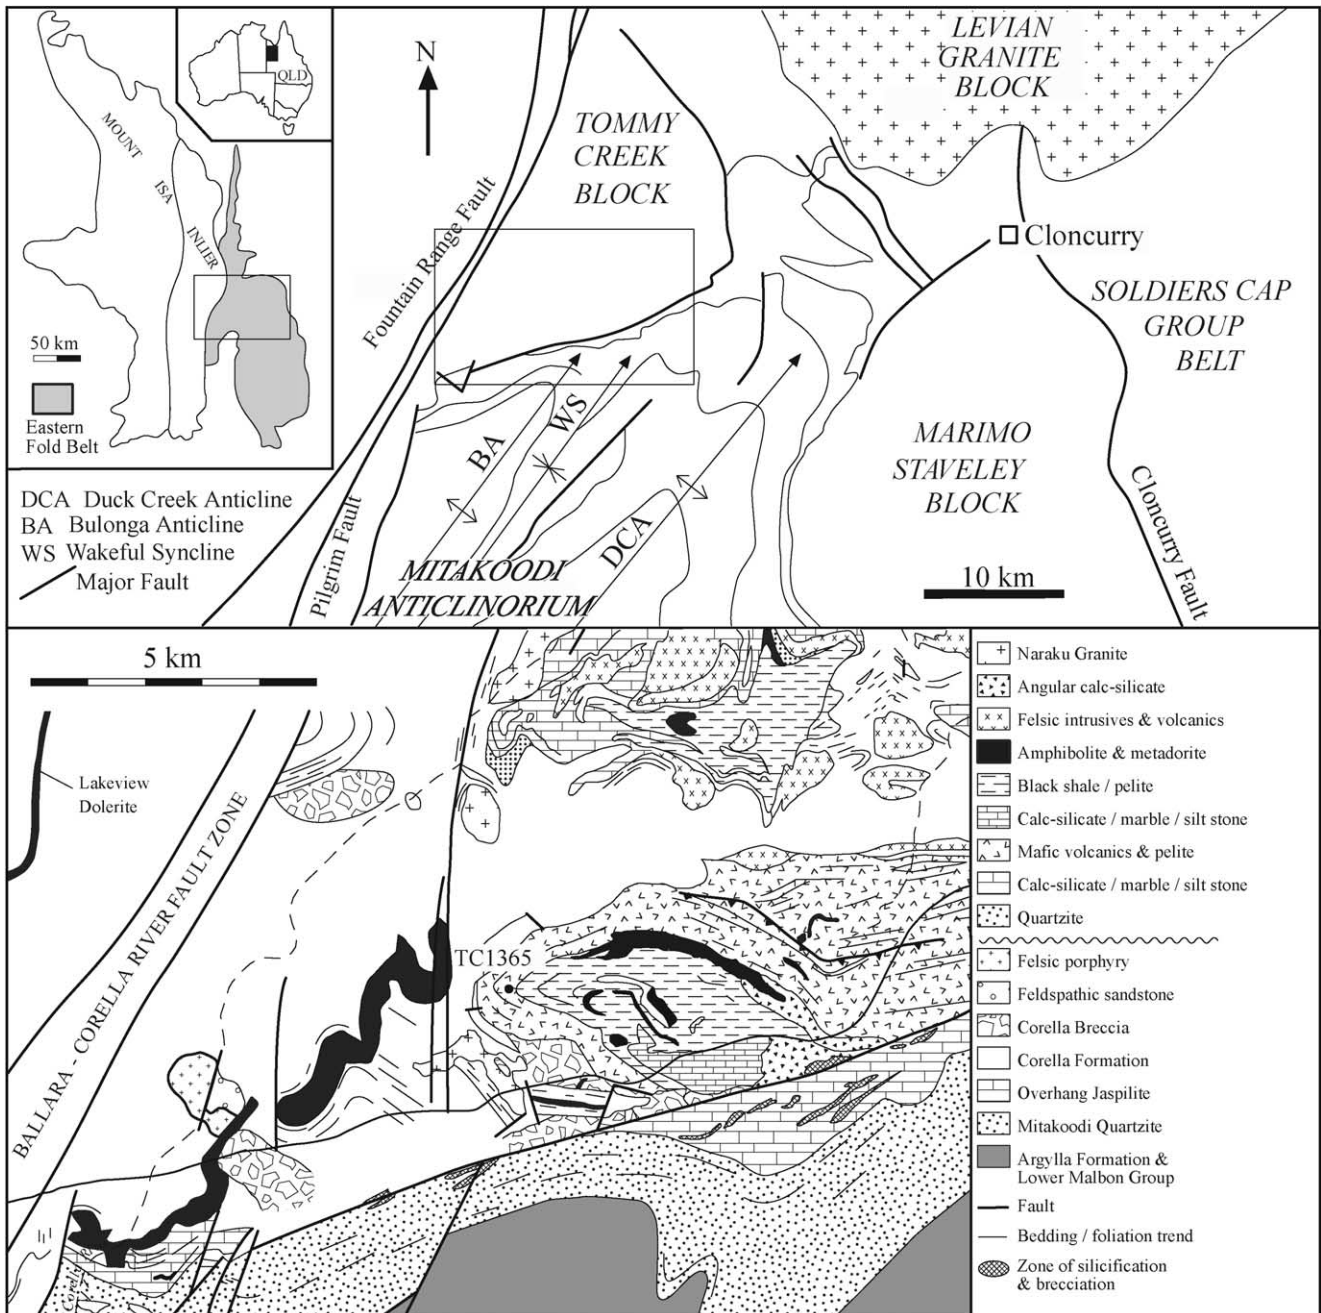 QLD
MOUNT
ISA
INLIER
50 km
Eastern
Fold Belt
DCA Duck Creek Anticline
BA Bulonga Anticline
WS Wakeful Syncline
Major Fault
N
Fountain Range Fault
Pilgrim Fault
TOMMY
CREEK
BLOCK
LEVIAN
GRANITE
BLOCK
Cloncurry
SOLDIERS CAP
GROUP
BELT
MARIMO
STAVELEY
BLOCK
BA
WS
DCA
MITAKOODI
ANTICLINORIUM
10 km
Cloncurry Fault
5 km
Lakeview
Dolerite
BALLARA - CORELLA RIVER FAULT ZONE
TC1365
Naraku Granite
Angular calc-silicate
Felsic intrusives & volcanics
Amphibolite & metadorite
Black shale / pelite
Calc-silicate / marble / silt stone
Mafic volcanics & pelite
Calc-silicate / marble / silt stone
Quartzite
Felsic porphyry
Feldspathic sandstone
Corella Breccia
Corella Formation
Overhang Jaspilite
Mitakoodi Quartzite
Argylla Formation &
Lower Malbon Group
Fault
Bedding / foliation trend
Zone of silicification
& brecciation